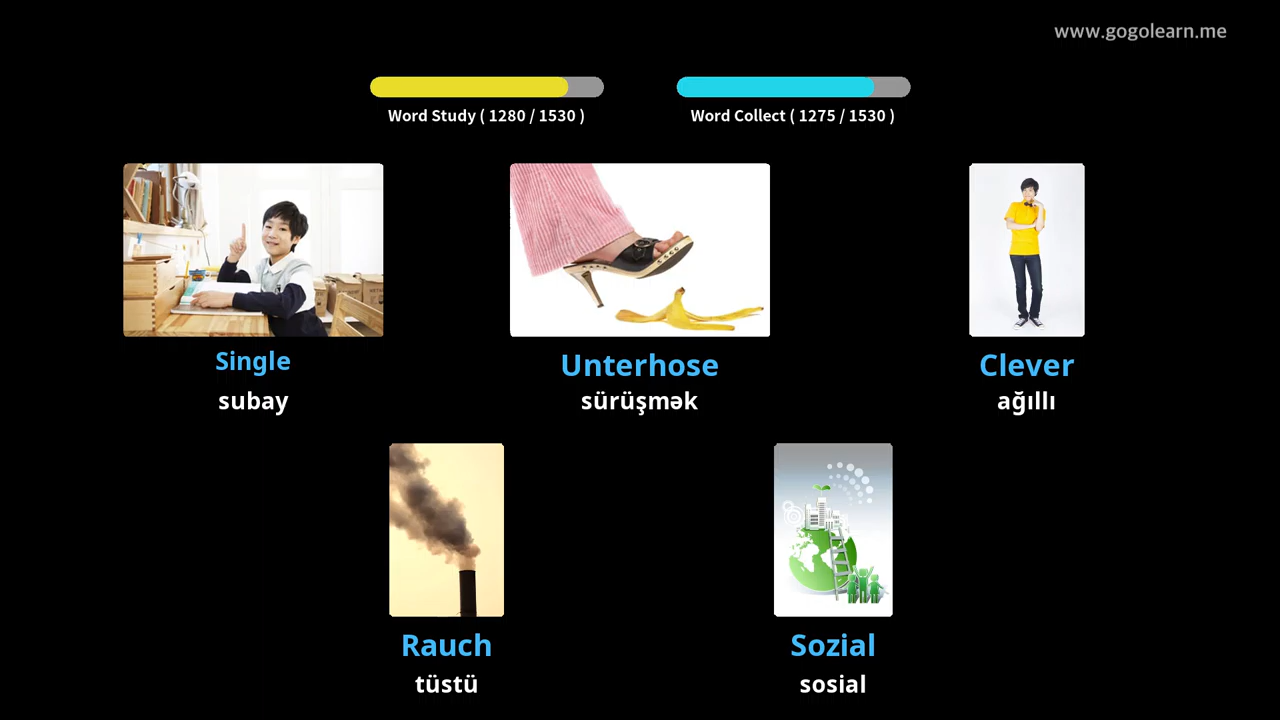 www.gogolearn.me
Word Study ( 1280 / 1530 )
Word Collect ( 1275 / 1530 )
Single
subay
Unterhose
sürüşmək
Clever
ağıllı
Rauch
tüstü
Sozial
sosial